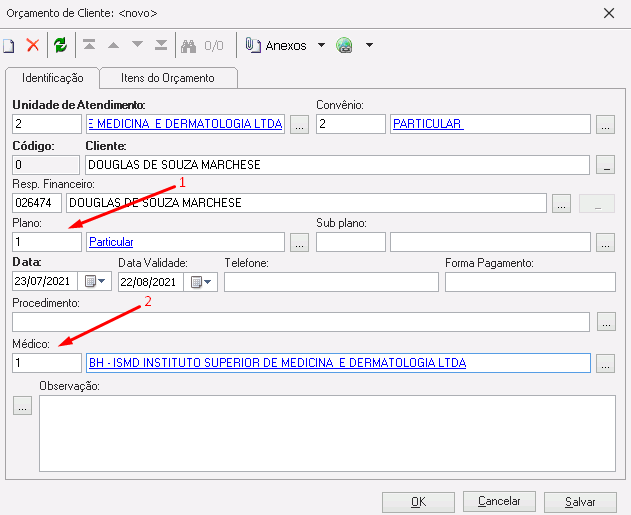 Orçamento de Cliente: <novo>
0/0 Anexos
Identificação Itens do Orçamento
Unidade de Atendimento: Convênio:
2 E MEDICINA E DERMATOLOGIA LTDA ... 2 PARTICULAR ...
Código: Cliente:
0 DOUGLAS DE SOUZA MARCHESE ...
Resp. Financeiro: 1
026474 DOUGLAS DE SOUZA MARCHESE ... ...
Plano: Sub plano:
1 Particular ... ...
Data: Data Validade: Telefone: Forma Pagamento:
23/07/2021 22/08/2021
Procedimento: 2
...
Médico:
1 BH - ISMD INSTITUTO SUPERIOR DE MEDICINA E DERMATOLOGIA LTDA ...
Observação:
...
OK Cancelar Salvar